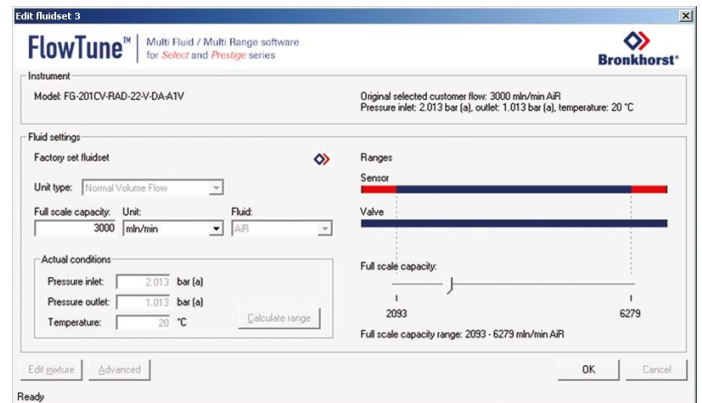 Edit fluidset 3
FlowTune™
Multi Fluid / Multi Range software
for Select and Prestige series
Bronkhorst®
Instrument
Model: FG-201CV-RAD-22-V-DA-A1V
Original selected customer flow: 3000 mln/min AiR
Pressure inlet: 2.013 bar (a), outlet: 1.013 bar (a), temperature: 20 °C
Fluid settings
Factory set fluidset
Unit type: Normal Volume Flow
Full scale capacity: Unit: Fluid:
3000 mln/min AiR
Actual conditions
Pressure inlet: 2.013 bar (a)
Pressure outlet: 1.013 bar (a)
Temperature: 20 °C
Calculate range
Ranges
Sensor
Valve
Full scale capacity:
2093 6279
Full scale capacity range: 2093 - 6279 mln/min AiR
Edit mixture Advanced OK Cancel
Ready